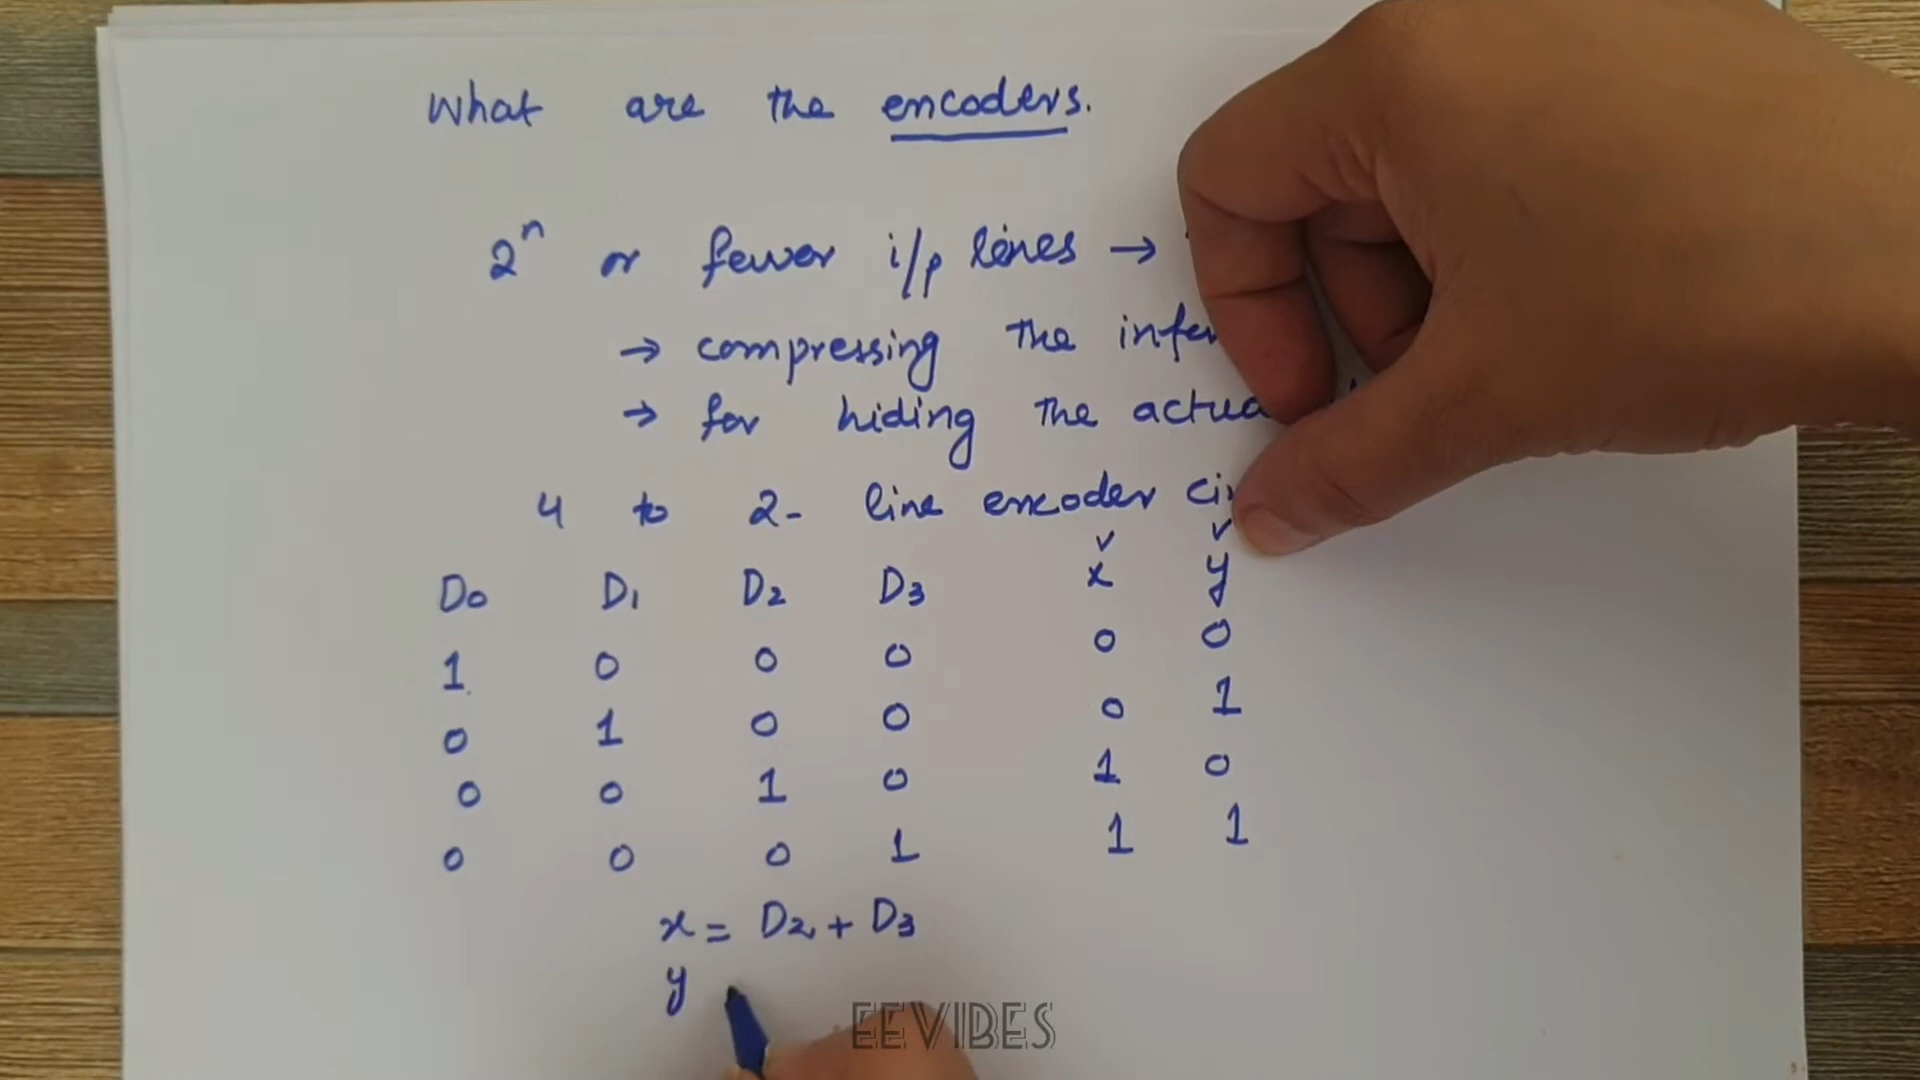 What are the encoders.
2ⁿ or fewer i/p lines →
→ compressing the
→ for hiding the
4 to 2- line encoder
D0 D1 D2 D3 x y
1 0 0 0 0 0
0 1 0 0 0 1
0 0 1 0 1 0
0 0 0 1 1 1
x = D2 + D3
y
EEVIBES